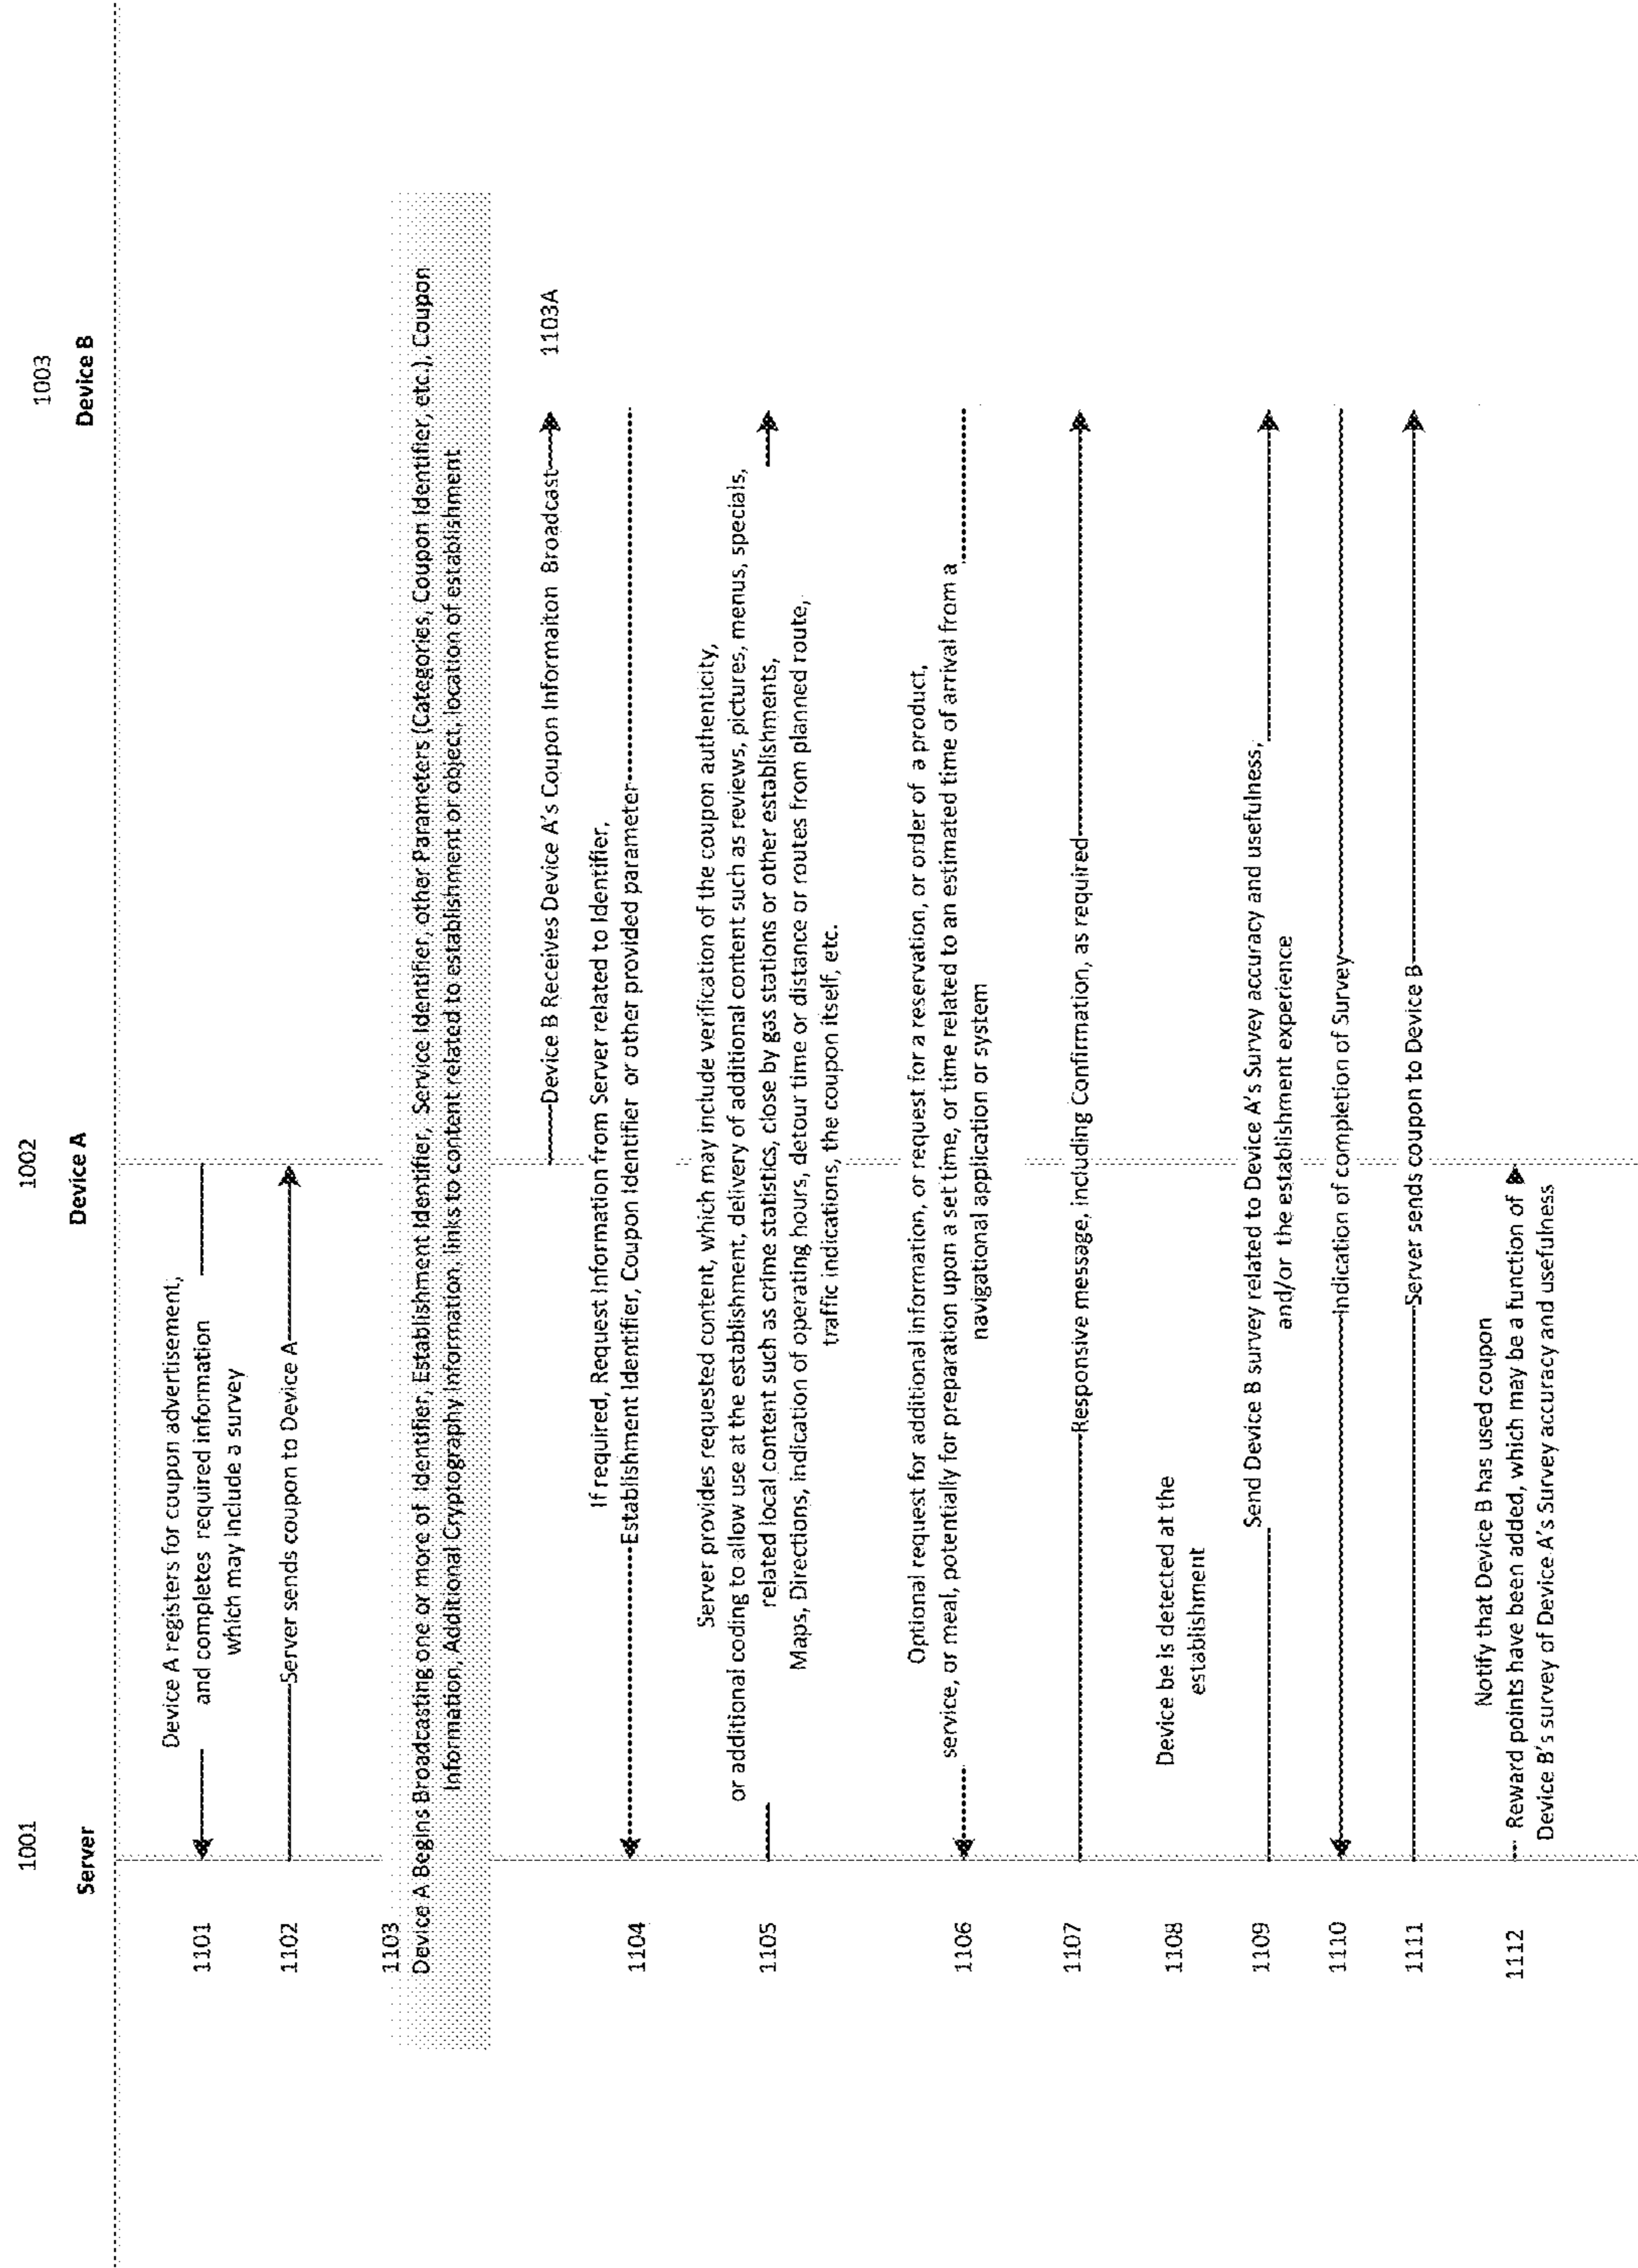 1001
1002
1003
Server
Device A
Device B
1101
Device A registers for coupon advertisement,
and completes required information
which may include a survey
1102
Server sends coupon to Device A
1103
Device A Begins Broadcasting one or more of Identifier, Establishment Identifier, Service Identifier, other Parameters (Categories, Coupon Identifier, etc.), Coupon
Information, Additional Cryptography Information, links to content related to establishment or object, location of establishment
Device B Receives Device A's Coupon Informaiton Broadcast
1103A
1104
If required, Request Information from Server related to Identifier,
Establishment Identifier, Coupon Identifier or other provided parameter
1105
Server provides requested content, which may include verification of the coupon authenticity,
or additional coding to allow use at the establishment, delivery of additional content such as reviews, pictures, menus, specials,
related local content such as crime statistics, close by gas stations or other establishments,
Maps, Directions, indication of operating hours, detour time or distance or routes from planned route,
traffic indications, the coupon itself, etc.
1106
Optional request for additional information, or request for a reservation, or order of a product,
service, or meal, potentially for preparation upon a set time, or time related to an estimated time of arrival from a
navigational application or system
1107
Responsive message, including Confirmation, as required
1108
Device be is detected at the
establishment
1109
Send Device B survey related to Device A's Survey accuracy and usefulness,
and/or the establishment experience
1110
Indication of completion of Survey
1111
Server sends coupon to Device B
1112
Notify that Device B has used coupon
Reward points have been added, which may be a function of
Device B's survey of Device A's Survey accuracy and usefulness